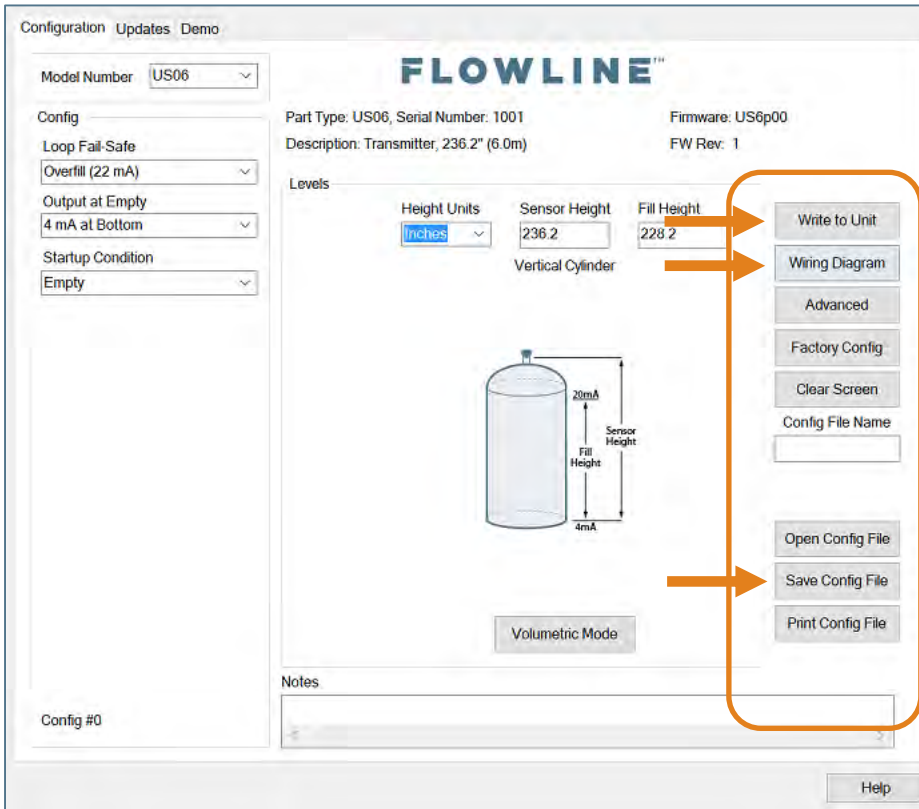 Configuration Updates Demo
Model Number US06
FLOWLINE™
Config
Part Type: US06, Serial Number: 1001
Firmware: US6p00
Loop Fail-Safe
Description: Transmitter, 236.2" (6.0m)
FW Rev: 1
Overfill (22 mA)
Levels
Output at Empty
4 mA at Bottom
Height Units
Sensor Height
Fill Height
Inches
236.2
228.2
Write to Unit
Startup Condition
Empty
Vertical Cylinder
Wiring Diagram
Advanced
Factory Config
Clear Screen
20mA
Sensor
Height
Fill
Height
4mA
Config File Name
Open Config File
Save Config File
Print Config File
Volumetric Mode
Notes
Config #0
Help